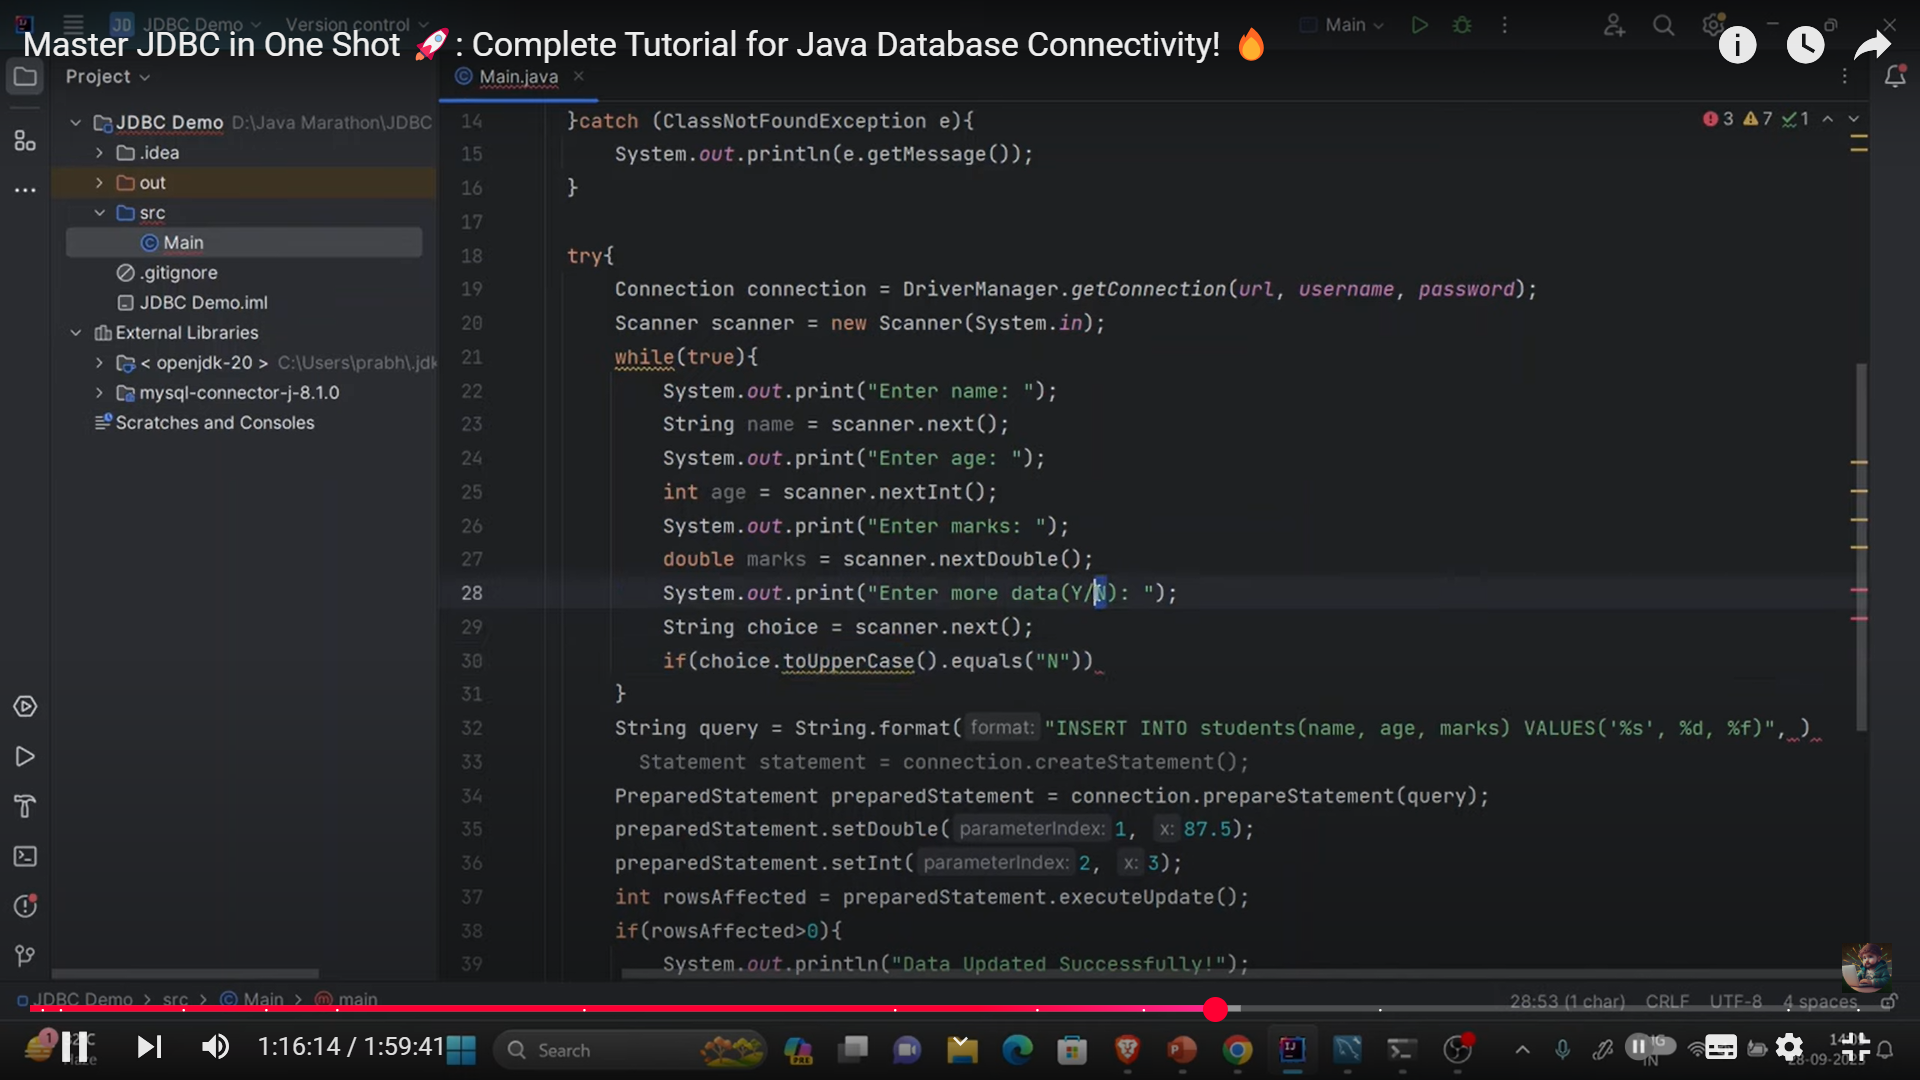 JD JDBC Demo Version control Main
Master JDBC in One Shot 🚀 : Complete Tutorial for Java Database Connectivity! 🔥
Project
Main.java
JDBC Demo D:\Java Marathon\JDBC
.idea
out
src
Main
.gitignore
JDBC Demo.iml
External Libraries
< openjdk-20 > C:\Users\prabh\.jdk
mysql-connector-j-8.1.0
Scratches and Consoles
3 7 1
14 }catch (ClassNotFoundException e){
15 System.out.println(e.getMessage());
16 }
17
18 try{
19 Connection connection = DriverManager.getConnection(url, username, password);
20 Scanner scanner = new Scanner(System.in);
21 while(true){
22 System.out.print("Enter name: ");
23 String name = scanner.next();
24 System.out.print("Enter age: ");
25 int age = scanner.nextInt();
26 System.out.print("Enter marks: ");
27 double marks = scanner.nextDouble();
28 System.out.print("Enter more data(Y/N): ");
29 String choice = scanner.next();
30 if(choice.toUpperCase().equals("N"))
31 }
32 String query = String.format( format: "INSERT INTO students(name, age, marks) VALUES('%s', %d, %f)", )
33 Statement statement = connection.createStatement();
34 PreparedStatement preparedStatement = connection.prepareStatement(query);
35 preparedStatement.setDouble( parameterIndex: 1, x: 87.5);
36 preparedStatement.setInt( parameterIndex: 2, x: 3);
37 int rowsAffected = preparedStatement.executeUpdate();
38 if(rowsAffected>0){
39 System.out.println("Data Updated Successfully!");
JDBC Demo > src > Main > main
28:53 (1 char) CRLF UTF-8 4 spaces
1:16:14 / 1:59:41
Search
PRE
28-09-20